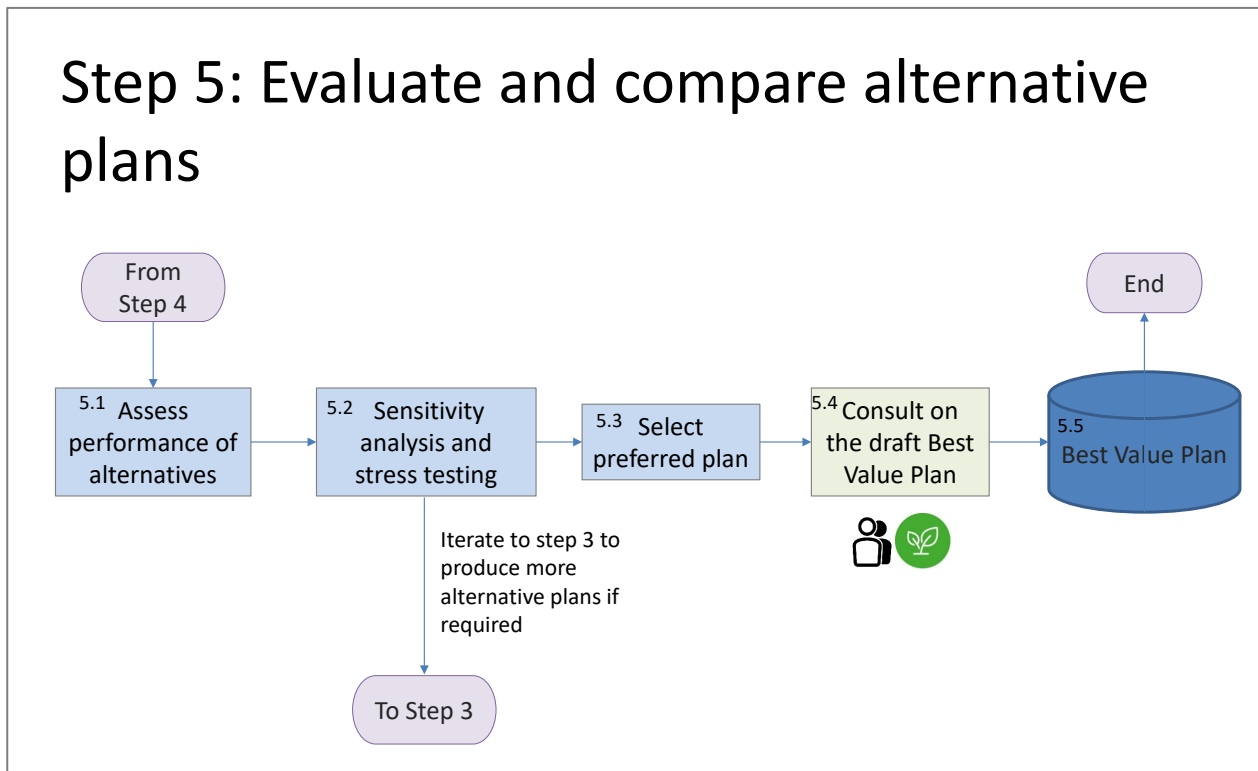 Step 5: Evaluate and compare alternative
plans
From
Step 4
End
5.1 Assess
performance of
alternatives
5.2 Sensitivity
analysis and
stress testing
5.3 Select
preferred plan
5.4 Consult on
the draft Best
Value Plan
5.5
Best Value Plan
Iterate to step 3 to
produce more
alternative plans if
required
To Step 3